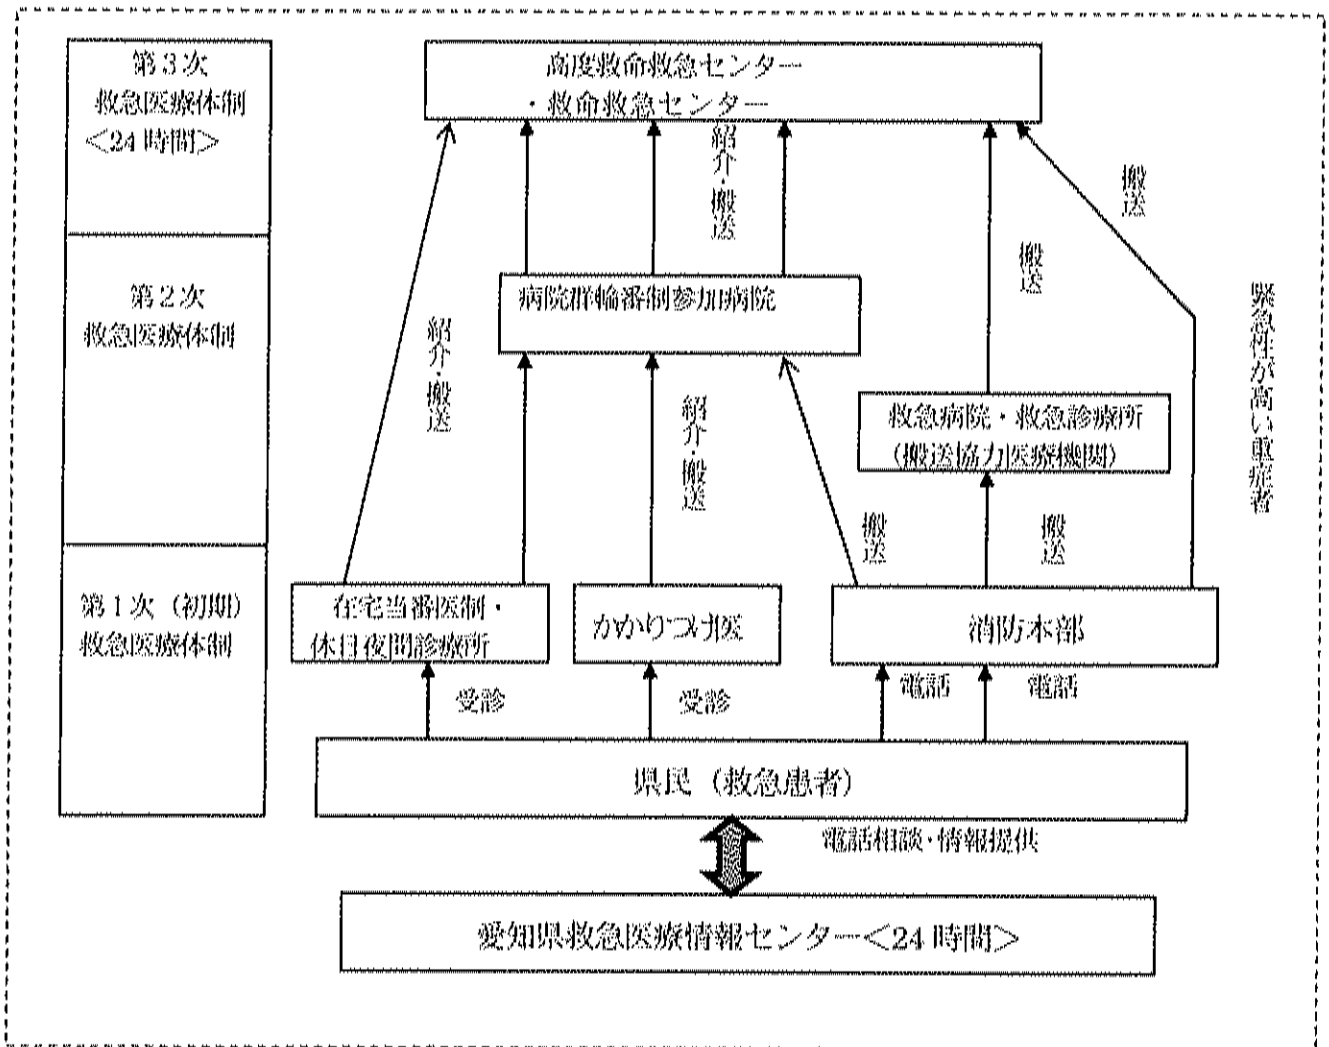 第3次
救急医療体制
<24時間>
高度救命救急センター
・救命救急センター
紹介・搬送
搬送
搬送
第2次
救急医療体制
病院群輪番制参加病院
紹介・搬送
紹介・搬送
救急病院・救急診療所
(搬送協力医療機関)
緊急性が高い重症者
搬送
搬送
第1次(初期)
救急医療体制
在宅当番医制・
休日夜間診療所
かかりつけ医
消防本部
受診
受診
電話
電話
県民(救急患者)
電話相談・情報提供
愛知県救急医療情報センター<24時間>